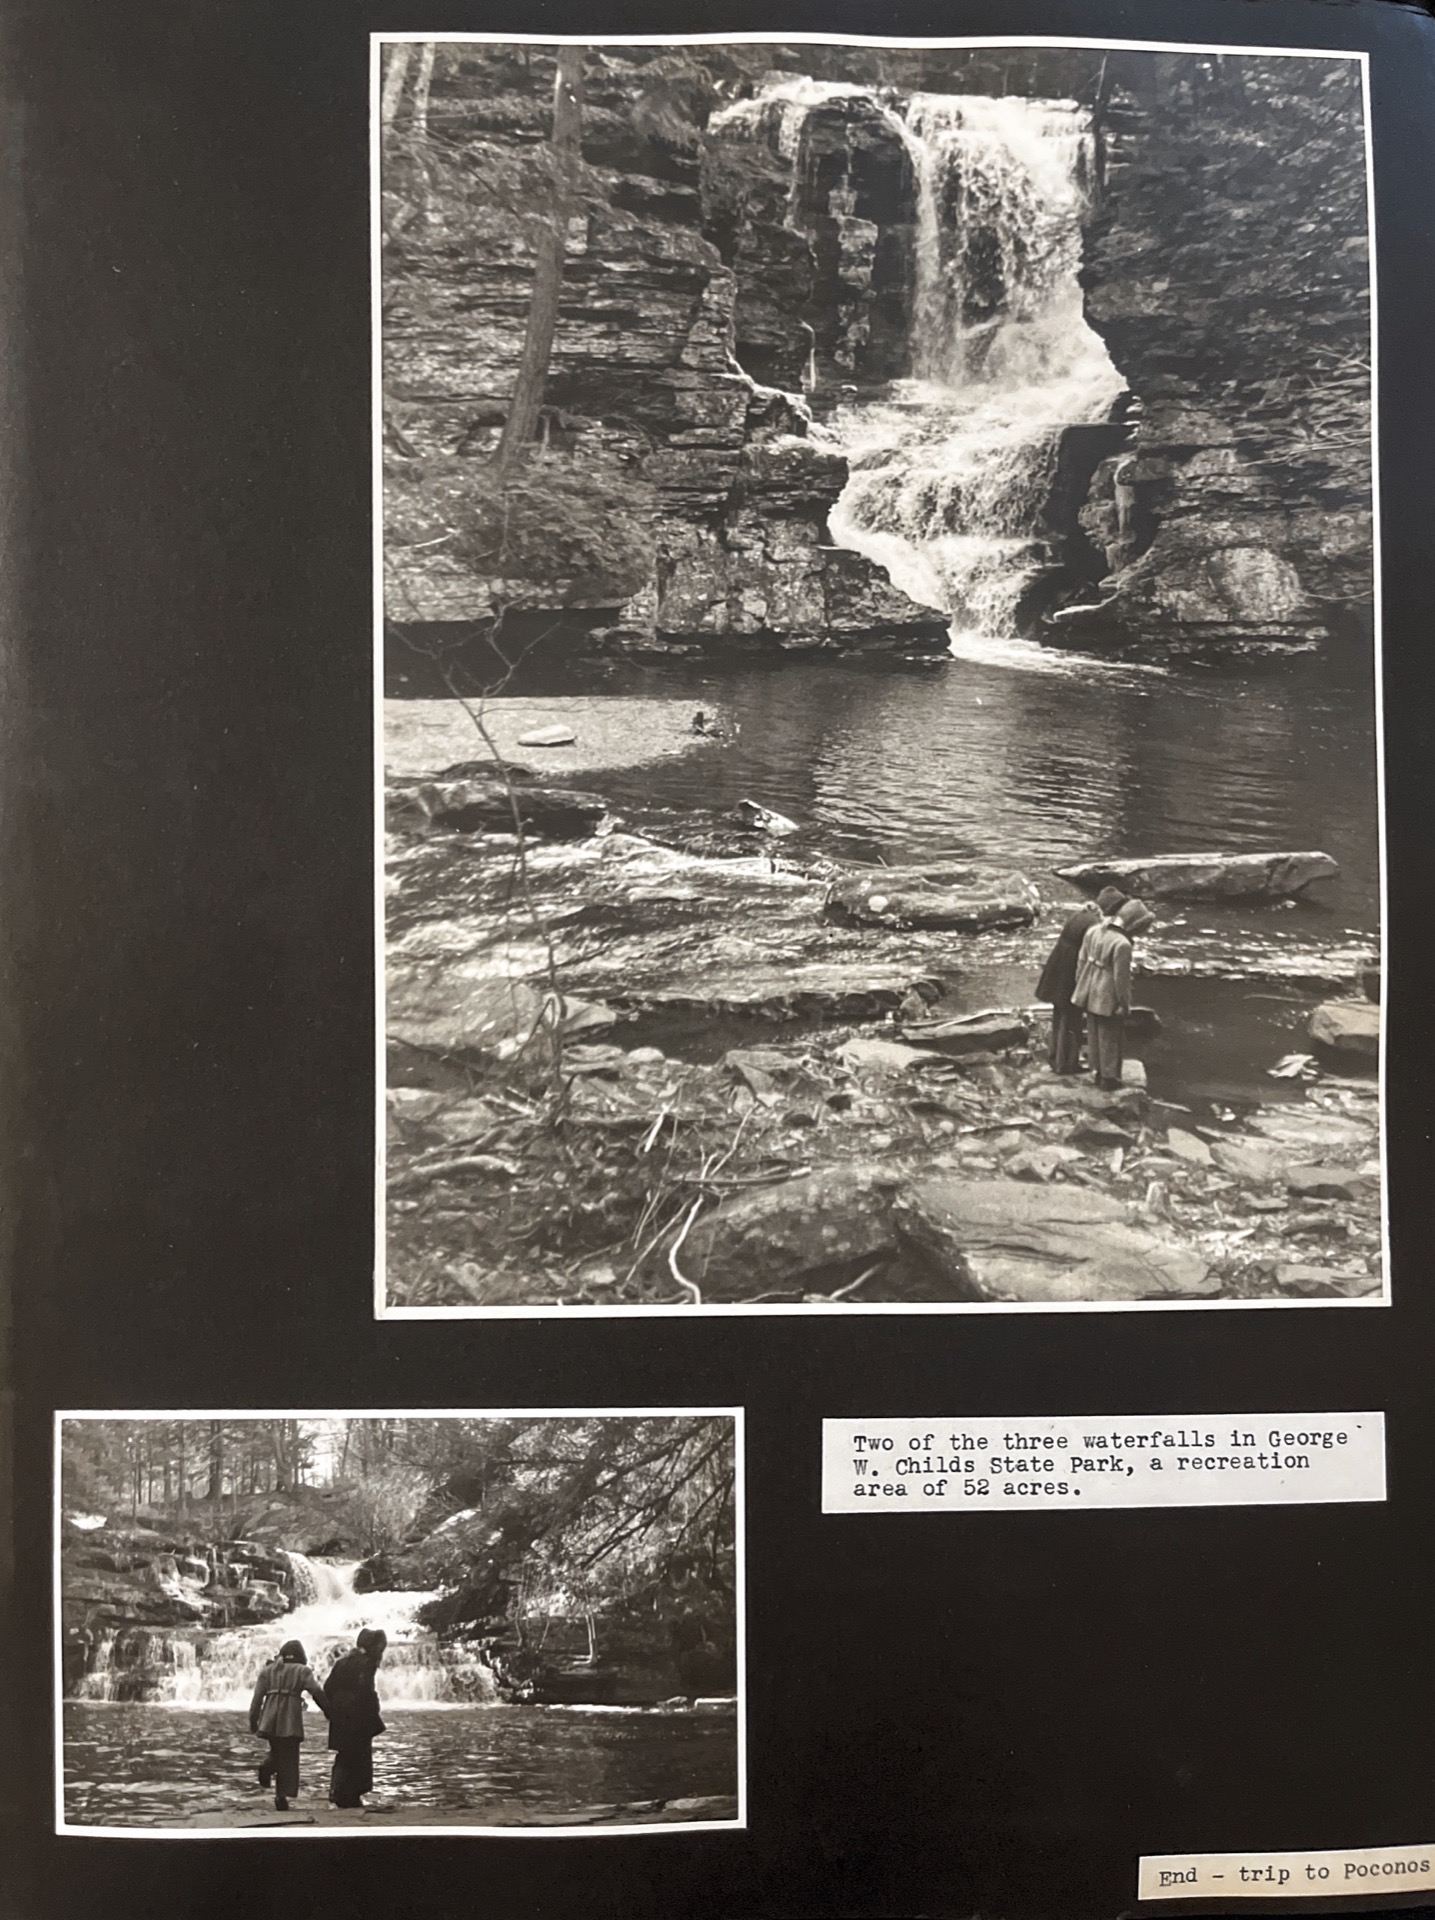 Two of the three waterfalls in George
W. Childs State Park, a recreation
area of 52 acres.
End - trip to Poconos